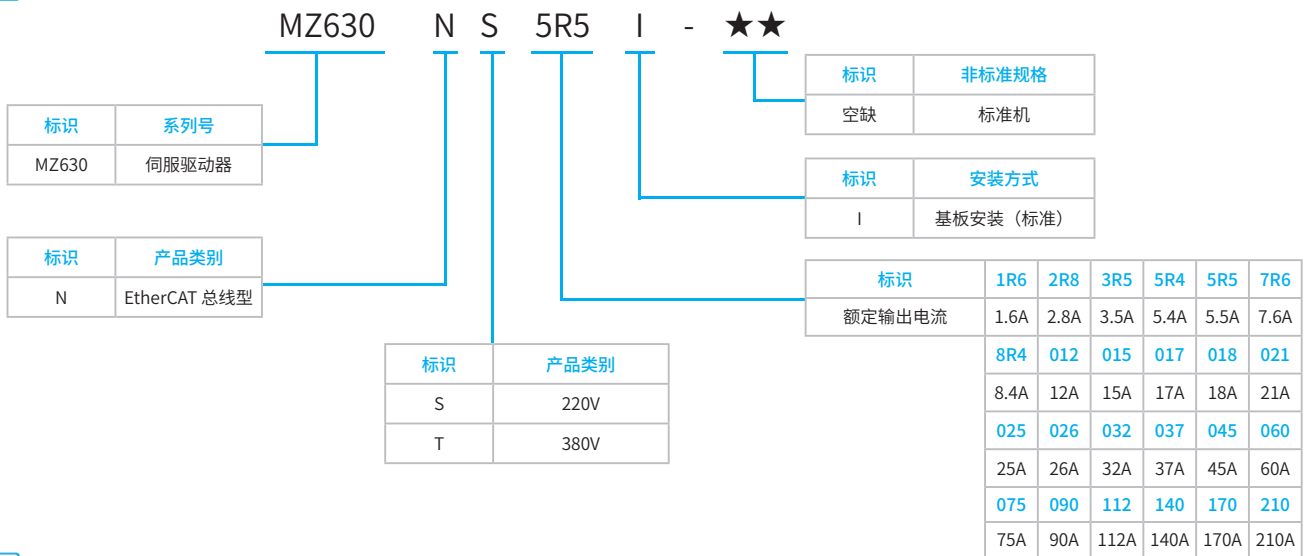 MZ630 N S 5R5 I - ★★
标识 非标准规格
空缺 标准机
标识 系列号
MZ630 伺服驱动器
标识 安装方式
I 基板安装（标准）
标识 产品类别
N EtherCAT 总线型
标识 1R6 2R8 3R5 5R4 5R5 7R6
额定输出电流 1.6A 2.8A 3.5A 5.4A 5.5A 7.6A
8R4 012 015 017 018 021
8.4A 12A 15A 17A 18A 21A
025 026 032 037 045 060
25A 26A 32A 37A 45A 60A
075 090 112 140 170 210
75A 90A 112A 140A 170A 210A
标识 产品类别
S 220V
T 380V